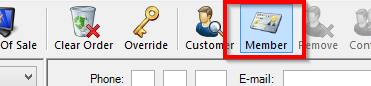 Of Sale Clear Order Override Customer Member Remove
Phone: E-mail: